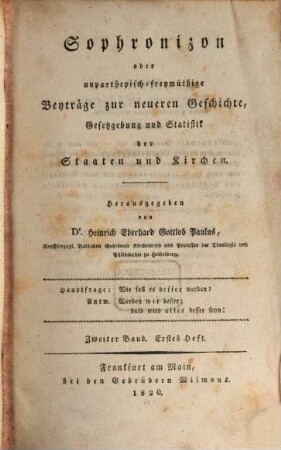 Sophronizon
oder
unpartheyisch-freymüthige
Beyträge zur neueren Geschichte,
Gesetzgebung und Statistik
der
Staaten und Kirchen.
Herausgegeben
von
Dr. Heinrich Eberhard Gottlob Paulus,
Großherzogl. Badischen Geheimen Kirchenrath und Professor der Theologie und
Philosophie zu Heidelberg.
Hauptfrage: Wie soll es besser werden?
Antw. Werden wir besser;
bald wird alles besser seyn!
Zweiter Band. Erstes Heft.
Frankfurt am Main,
bei den Gebrüdern Wilmans.
1820.